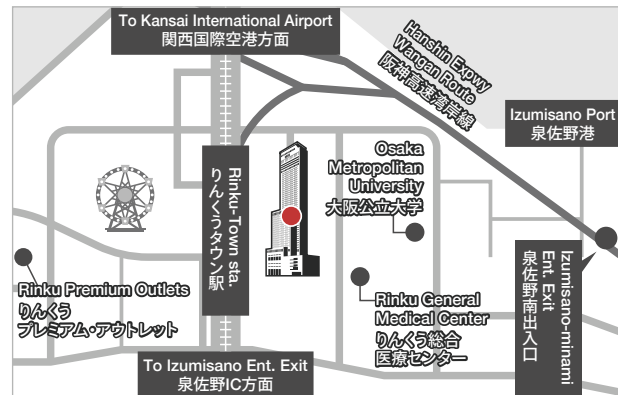 To Kansai International Airport
関西国際空港方面
Hanshin Expwy
Wangan Route
阪神高速湾岸線
Izumisano Port
泉佐野港
Osaka
Metropolitan
University
大阪公立大学
Rinku-Town sta.
りんくうタウン駅
Izumisano-minami
Ent. Exit
泉佐野南出入口
Rinku Premium Outlets
りんくう
プレミアム・アウトレット
Rinku General
Medical Center
りんくう総合
医療センター
To Izumisano Ent. Exit
泉佐野IC方面